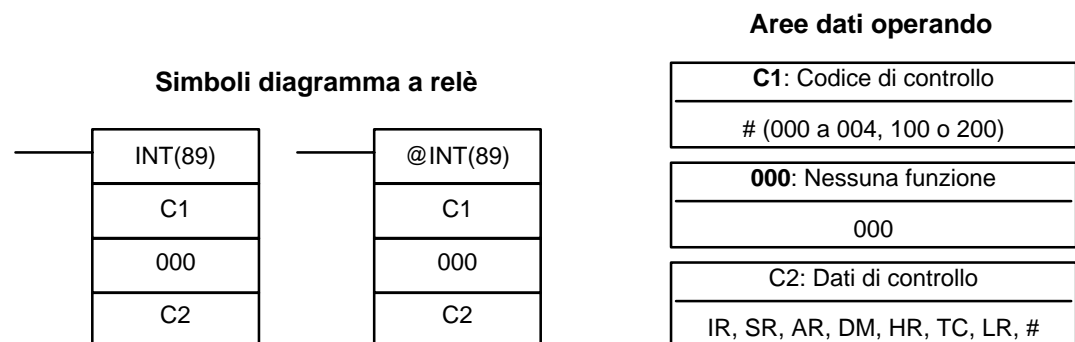 Simboli diagramma a relè
INT(89)
C1
000
C2
@INT(89)
C1
000
C2
Aree dati operando
C1: Codice di controllo
# (000 a 004, 100 o 200)
000: Nessuna funzione
000
C2: Dati di controllo
IR, SR, AR, DM, HR, TC, LR, #